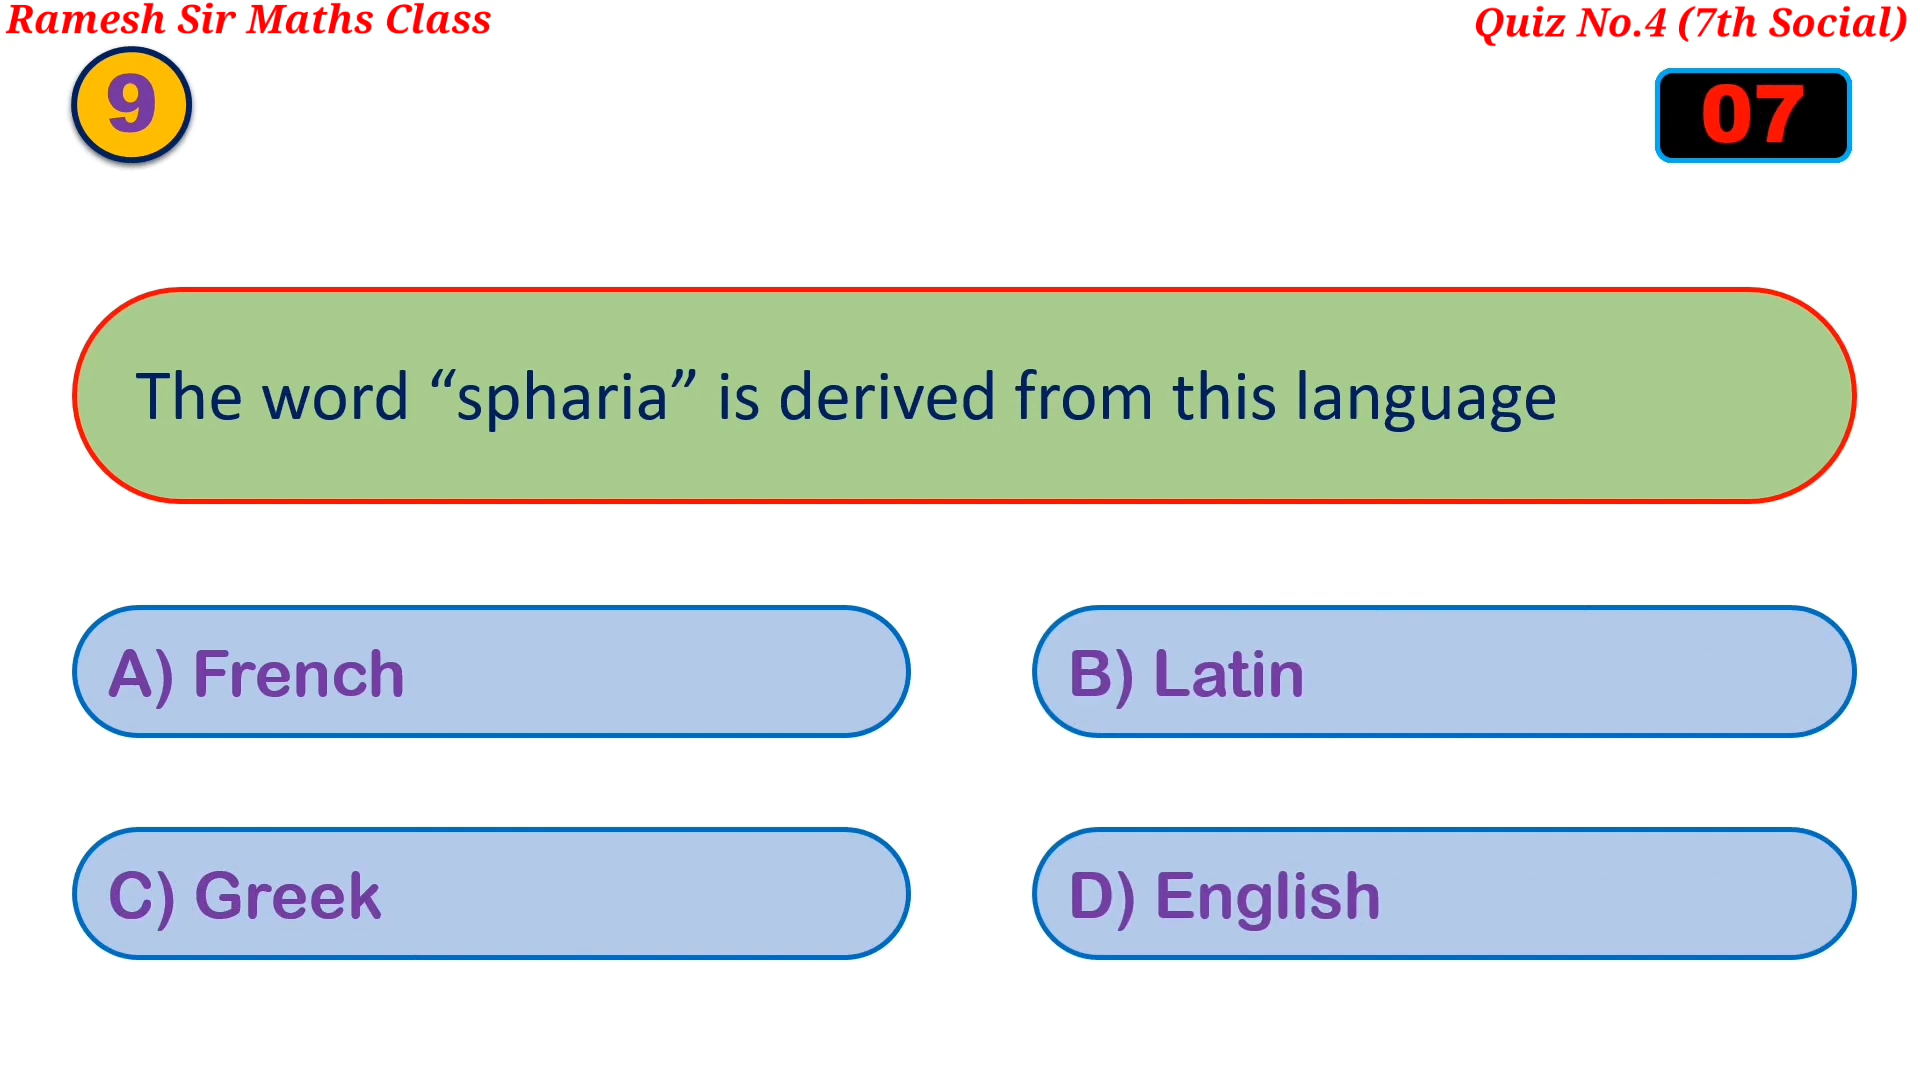 Ramesh Sir Maths Class
Quiz No.4 (7th Social)
9
07
The word “spharia” is derived from this language
A) French
B) Latin
C) Greek
D) English